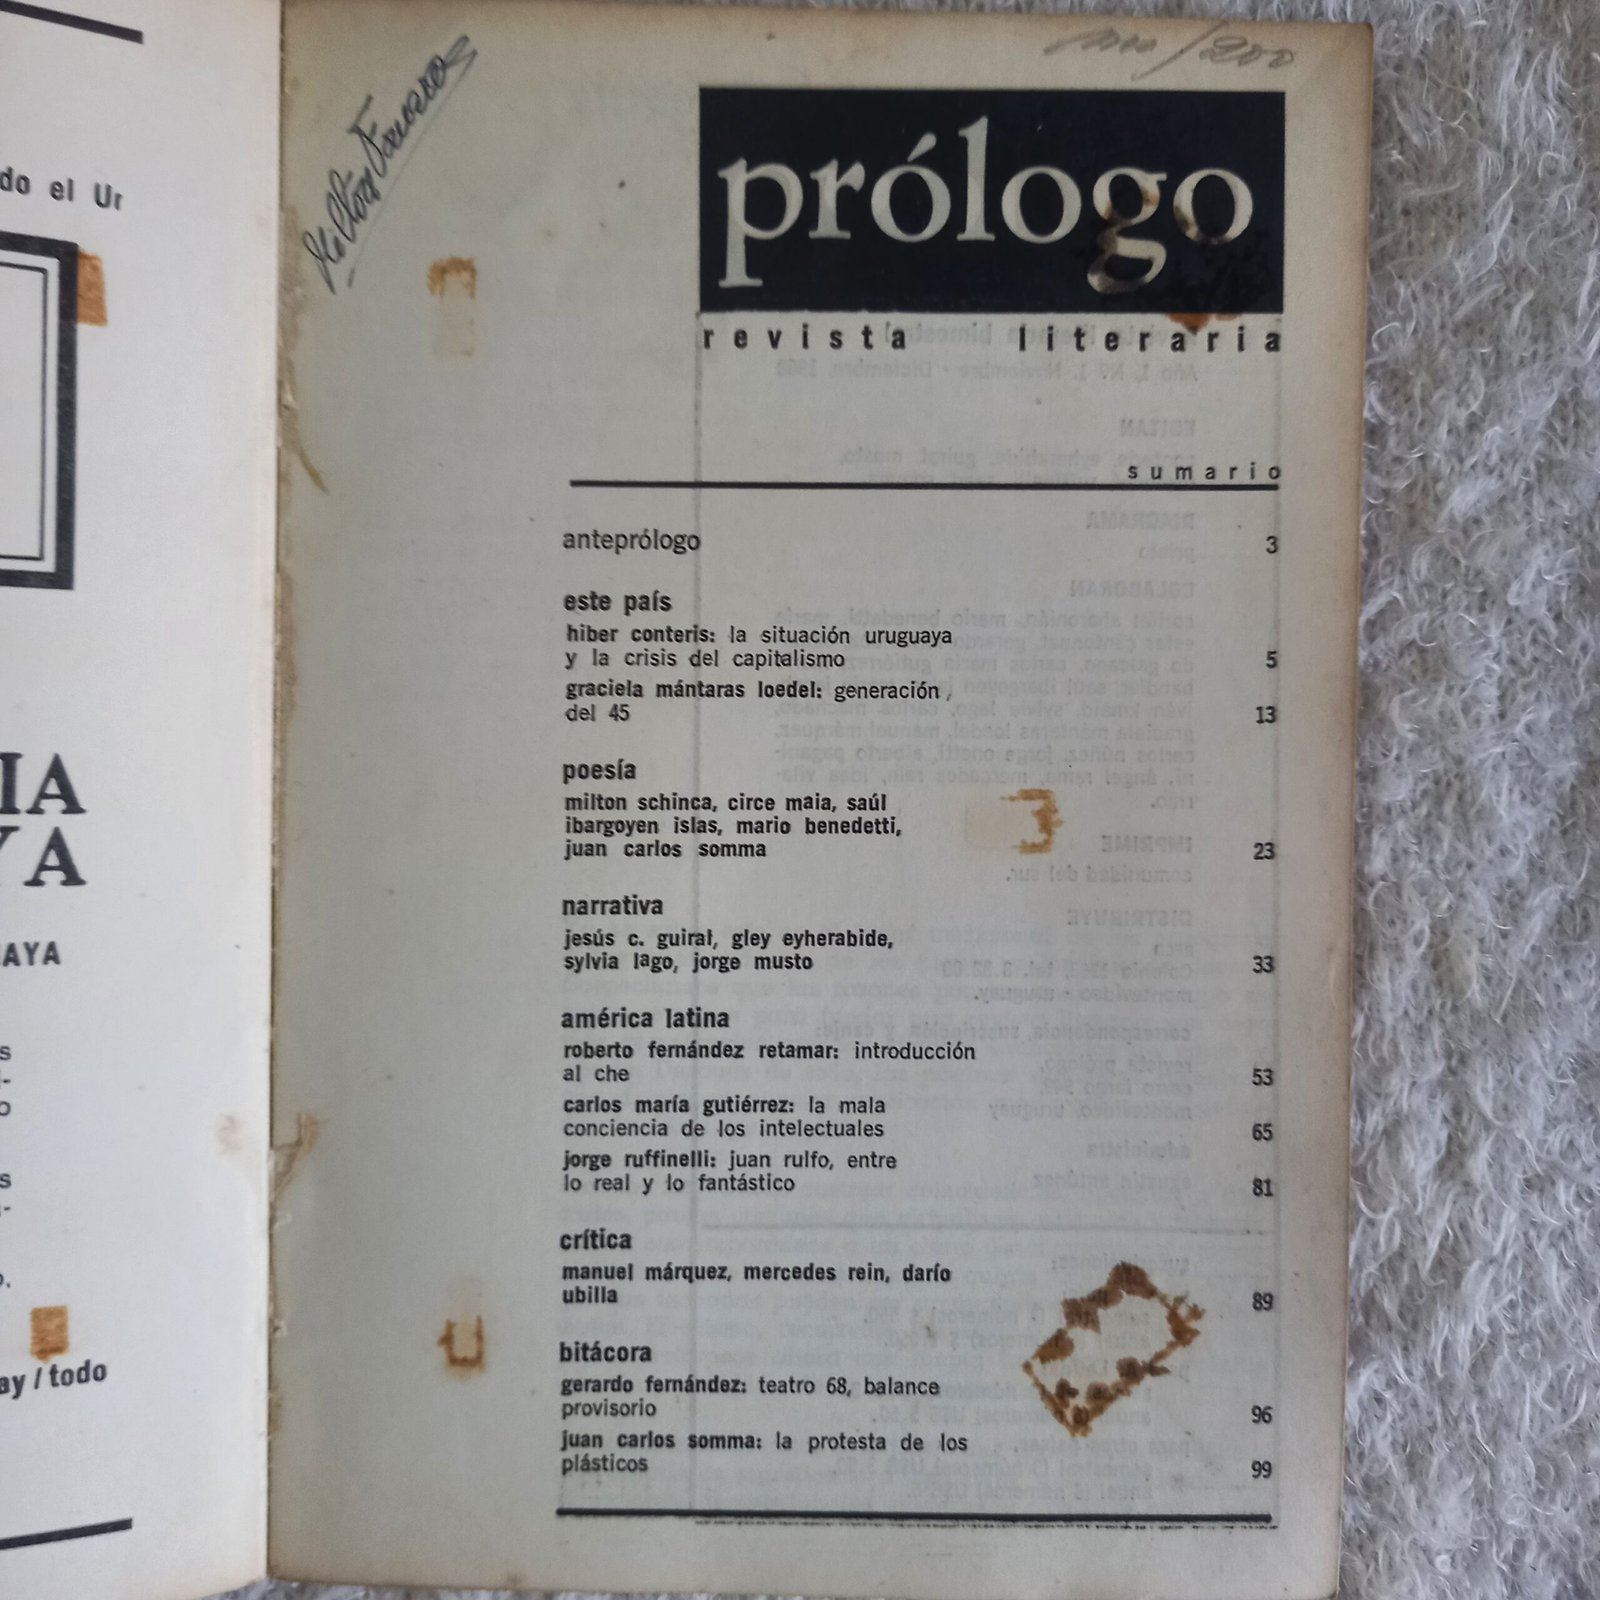 do el Ur
IA
YA
AYA
s
-
o
s
-
o.
ay / todo
/200
prólogo
revista literaria
sumario
anteprólogo 3
este país
hiber conteris: la situación uruguaya
y la crisis del capitalismo 5
graciela mántaras loedel: generación
del 45 13
poesía
milton schinca, circe maia, saúl
ibargoyen islas, mario benedetti,
juan carlos somma 23
narrativa
jesús c. guiral, gley eyherabide,
sylvia lago, jorge musto 33
américa latina
roberto fernández retamar: introducción
al che 53
carlos maría gutiérrez: la mala
conciencia de los intelectuales 65
jorge ruffinelli: juan rulfo, entre
lo real y lo fantástico 81
crítica
manuel márquez, mercedes rein, darío
ubilla 89
bitácora
gerardo fernández: teatro 68, balance
provisorio 96
juan carlos somma: la protesta de los
plásticos 99